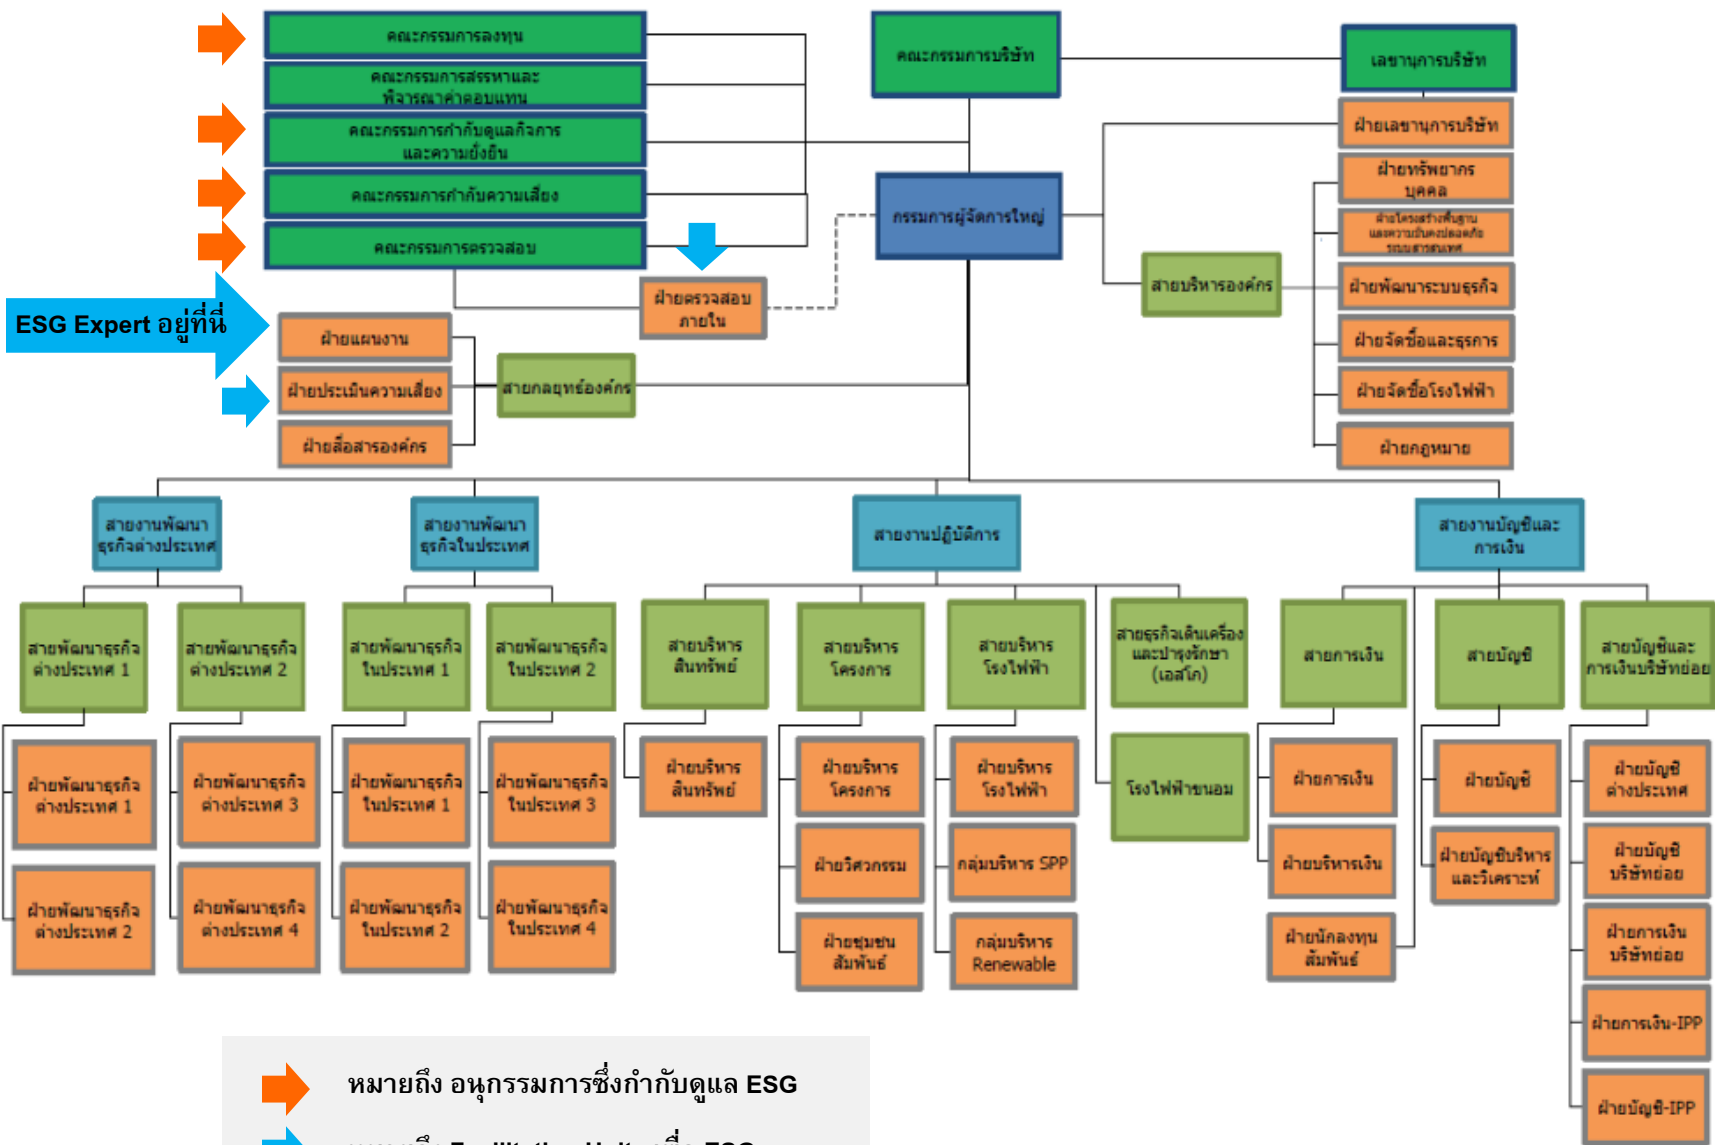 คณะกรรมการลงทุน
คณะกรรมการสรรหาและ
พิจารณาค่าตอบแทน
คณะกรรมการกำกับดูแลกิจการ
และความยั่งยืน
คณะกรรมการกำกับความเสี่ยง
คณะกรรมการตรวจสอบ
คณะกรรมการบริษัท
เลขานุการบริษัท
กรรมการผู้จัดการใหญ่
ฝ่ายเลขานุการบริษัท
ฝ่ายทรัพยากร
บุคคล
ฝ่ายโครงสร้างพื้นฐาน
และความมั่นคงปลอดภัย
ระบบสารสนเทศ
สายบริหารองค์กร
ฝ่ายพัฒนาระบบธุรกิจ
ฝ่ายจัดซื้อและธุรการ
ฝ่ายจัดซื้อโรงไฟฟ้า
ฝ่ายกฎหมาย
ฝ่ายตรวจสอบ
ภายใน
ESG Expert อยู่ที่นี่
ฝ่ายแผนงาน
ฝ่ายประเมินความเสี่ยง
ฝ่ายสื่อสารองค์กร
สายกลยุทธ์องค์กร
สายงานพัฒนา
ธุรกิจต่างประเทศ
สายงานพัฒนา
ธุรกิจในประเทศ
สายงานปฏิบัติการ
สายงานบัญชีและ
การเงิน
สายพัฒนาธุรกิจ
ต่างประเทศ 1
สายพัฒนาธุรกิจ
ต่างประเทศ 2
สายพัฒนาธุรกิจ
ในประเทศ 1
สายพัฒนาธุรกิจ
ในประเทศ 2
สายบริหาร
สินทรัพย์
สายบริหาร
โครงการ
สายบริหาร
โรงไฟฟ้า
สายธุรกิจเดินเครื่อง
และบำรุงรักษา
(เอสโก)
สายการเงิน
สายบัญชี
สายบัญชีและ
การเงินบริษัทย่อย
ฝ่ายพัฒนาธุรกิจ
ต่างประเทศ 1
ฝ่ายพัฒนาธุรกิจ
ต่างประเทศ 3
ฝ่ายพัฒนาธุรกิจ
ในประเทศ 1
ฝ่ายพัฒนาธุรกิจ
ในประเทศ 3
ฝ่ายบริหาร
สินทรัพย์
ฝ่ายบริหาร
โครงการ
ฝ่ายบริหาร
โรงไฟฟ้า
โรงไฟฟ้าขนอม
ฝ่ายการเงิน
ฝ่ายบัญชี
ฝ่ายบัญชี
ต่างประเทศ
ฝ่ายพัฒนาธุรกิจ
ต่างประเทศ 2
ฝ่ายพัฒนาธุรกิจ
ต่างประเทศ 4
ฝ่ายพัฒนาธุรกิจ
ในประเทศ 2
ฝ่ายพัฒนาธุรกิจ
ในประเทศ 4
ฝ่ายวิศวกรรม
กลุ่มบริหาร SPP
ฝ่ายบริหารเงิน
ฝ่ายบัญชีบริหาร
และวิเคราะห์
ฝ่ายบัญชี
บริษัทย่อย
ฝ่ายชุมชน
สัมพันธ์
กลุ่มบริหาร
Renewable
ฝ่ายนักลงทุน
สัมพันธ์
ฝ่ายการเงิน
บริษัทย่อย
ฝ่ายการเงิน-IPP
ฝ่ายบัญชี-IPP
หมายถึง อนุกรรมการซึ่งกำกับดูแล ESG